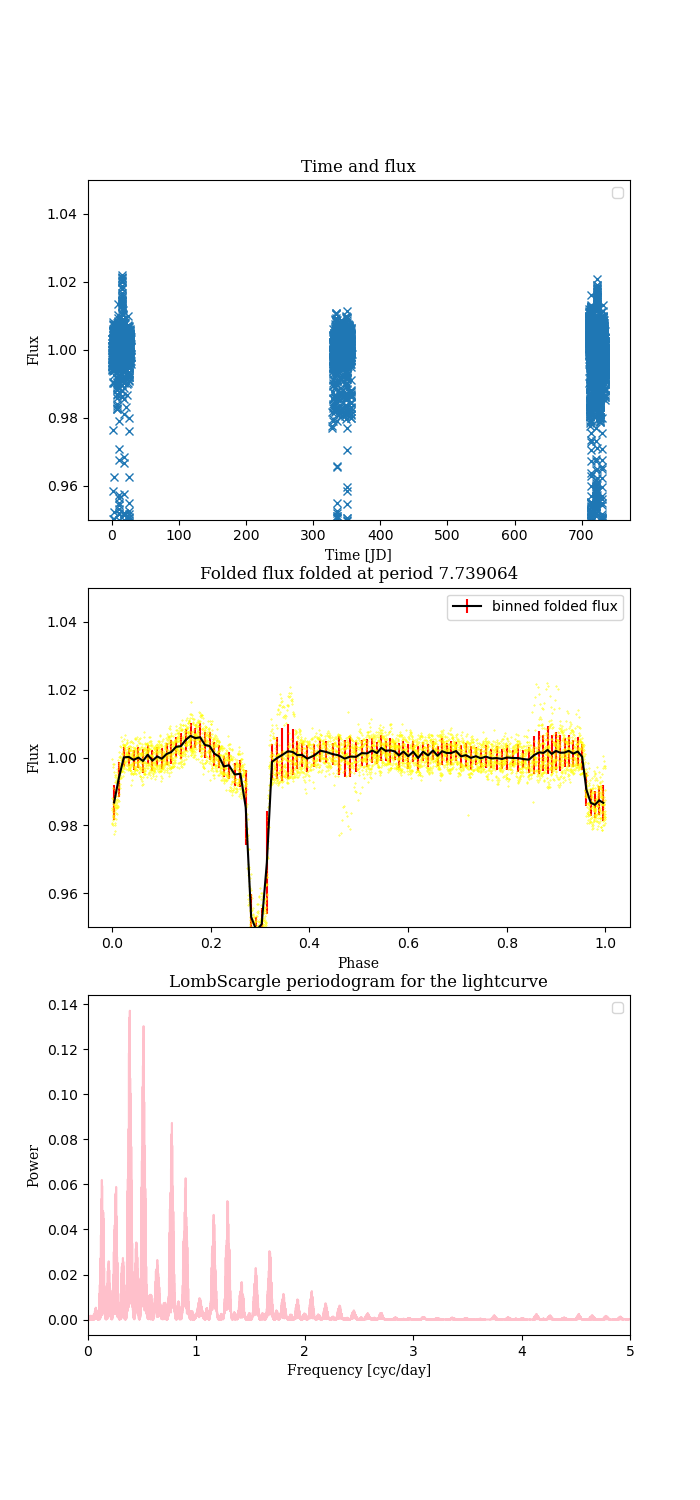 Time and flux
1.04
1.02
1.00
0.98
0.96
Flux
0 100 200 300 400 500 600 700
Time [JD]
Folded flux folded at period 7.739064
binned folded flux
1.04
1.02
1.00
0.98
0.96
Flux
0.0 0.2 0.4 0.6 0.8 1.0
Phase
LombScargle periodogram for the lightcurve
0.14
0.12
0.10
0.08
0.06
0.04
0.02
0.00
Power
0 1 2 3 4 5
Frequency [cyc/day]